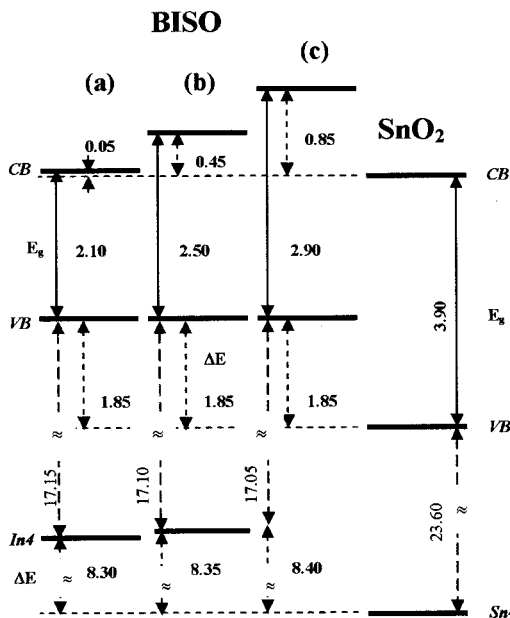 BISO
(a) (b) (c)
SnO2
0.05 0.45 0.85
CB CB
Eg 2.10 2.50 2.90 3.90 Eg
VB
ΔE
1.85 1.85 1.85 VB
≈ ≈ ≈
17.15 17.10 17.05 23.60 ≈
In4
ΔE ≈ 8.30 ≈ 8.35 ≈ 8.40